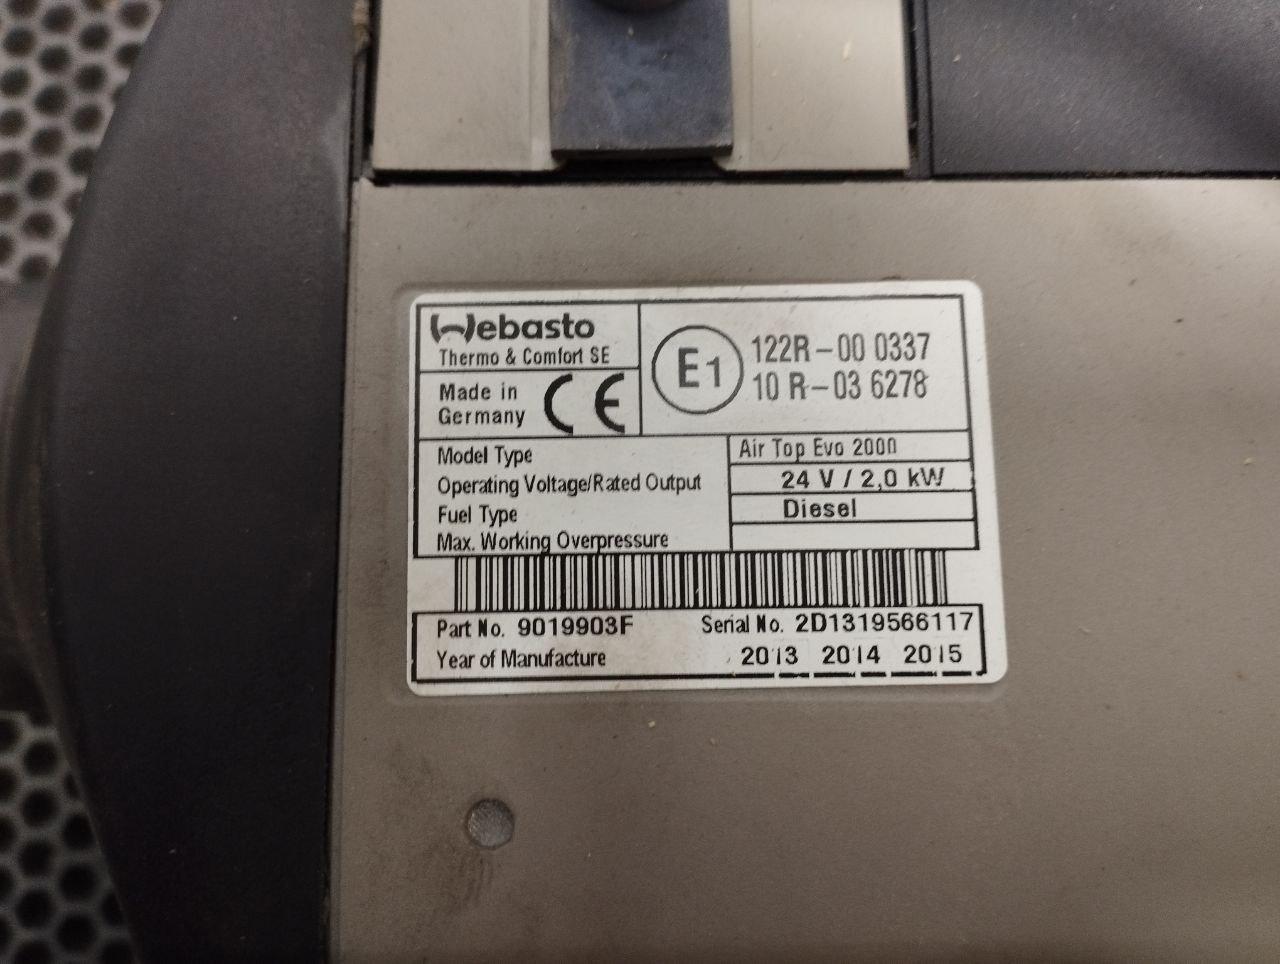 Webasto
Thermo & Comfort SE
Made in
Germany
CE
E1
122R-00 0337
10 R-03 6278
Model Type Air Top Evo 2000
Operating Voltage/Rated Output 24 V / 2,0 kW
Fuel Type Diesel
Max. Working Overpressure
Part No. 9019903F Serial No. 2D1319566117
Year of Manufacture 2013 2014 2015